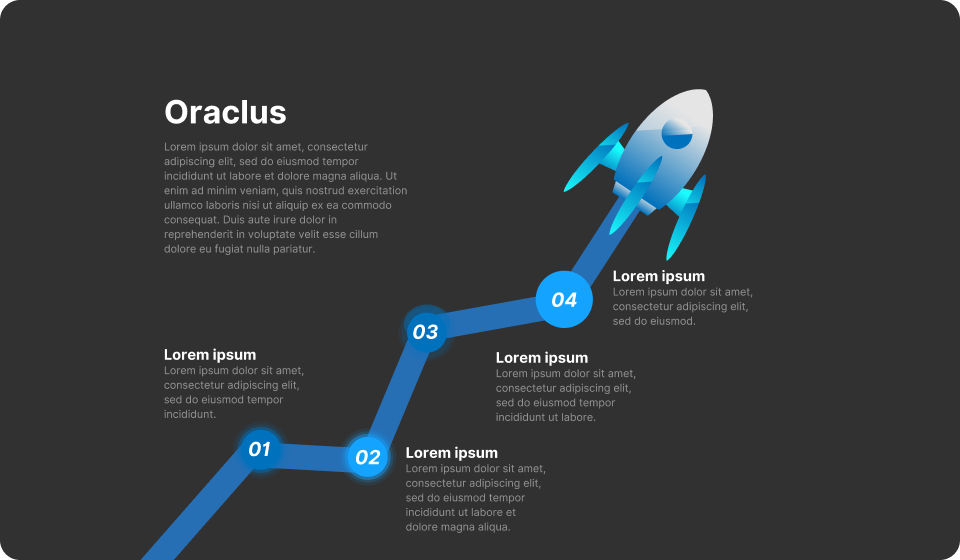 Oraclus
Lorem ipsum dolor sit amet, consectetur
adipiscing elit, sed do eiusmod tempor
incididunt ut labore et dolore magna aliqua. Ut
enim ad minim veniam, quis nostrud exercitation
ullamco laboris nisi ut aliquip ex ea commodo
consequat. Duis aute irure dolor in
reprehenderit in voluptate velit esse cillum
dolore eu fugiat nulla pariatur.
Lorem ipsum
Lorem ipsum dolor sit amet,
consectetur adipiscing elit,
sed do eiusmod tempor
incididunt.
01
02
Lorem ipsum
Lorem ipsum dolor sit amet,
consectetur adipiscing elit,
sed do eiusmod tempor
incididunt ut labore et
dolore magna aliqua.
03
Lorem ipsum
Lorem ipsum dolor sit amet,
consectetur adipiscing elit,
sed do eiusmod tempor
incididunt ut labore.
04
Lorem ipsum
Lorem ipsum dolor sit amet,
consectetur adipiscing elit,
sed do eiusmod.